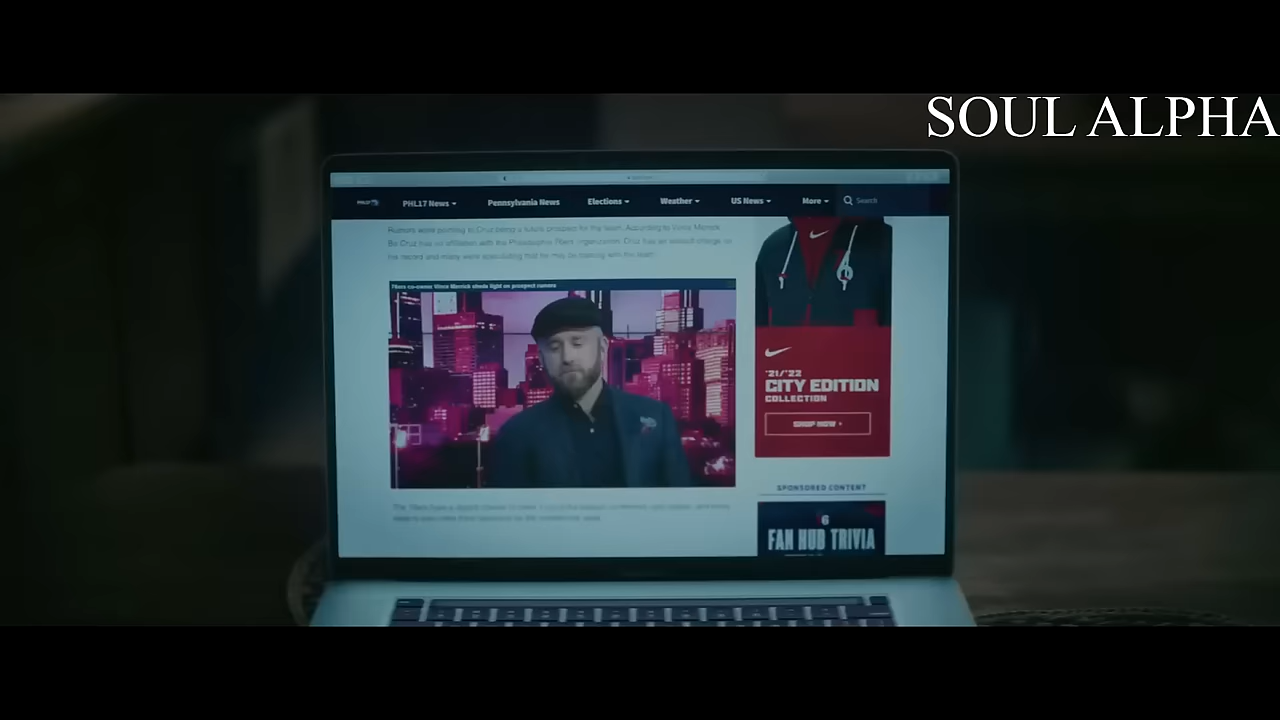 SOUL ALPHA
PHL17 News
Pennsylvania News
Elections
Weather
US News
More
Search
Rumors were pointing to Cruz being a future prospect for the team. According to Vince Merrick,
Bo Cruz has no affiliation with the Philadelphia 76ers organization. Cruz has an assault charge on
his record and many were speculating that he may be training with the team.
76ers co-owner Vince Merrick sheds light on prospect rumors
'21/'22
CITY EDITION
COLLECTION
SHOP NOW
SPONSORED CONTENT
6
FAN HUB TRIVIA